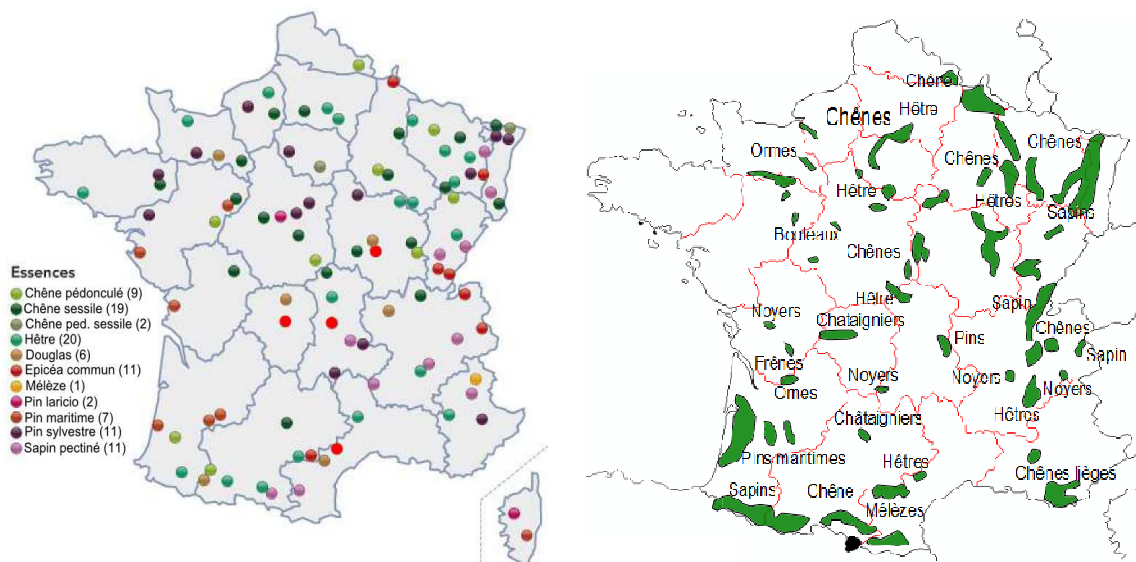 Essences
Chêne pédonculé (9)
Chêne sessile (19)
Chêne ped. sessile (2)
Hêtre (20)
Douglas (6)
Epicéa commun (11)
Mélèze (1)
Pin laricio (2)
Pin maritime (7)
Pin sylvestre (11)
Sapin pectiné (11)
Chêne
Chênes
Hêtre
Ormes
Chênes
Chênes
Hêtre
Hêtres
Sapins
Bouleaux
Chênes
Hêtre
Sapin
Noyers
Chataigniers
Chênes
Pins
Sapin
Frênes
Noyers
Noyers
Noyers
Ormes
Hôtres
Châtaigniers
Pins maritimes
Hêtres
Chênes lièges
Sapins
Chêne
Mélèzes